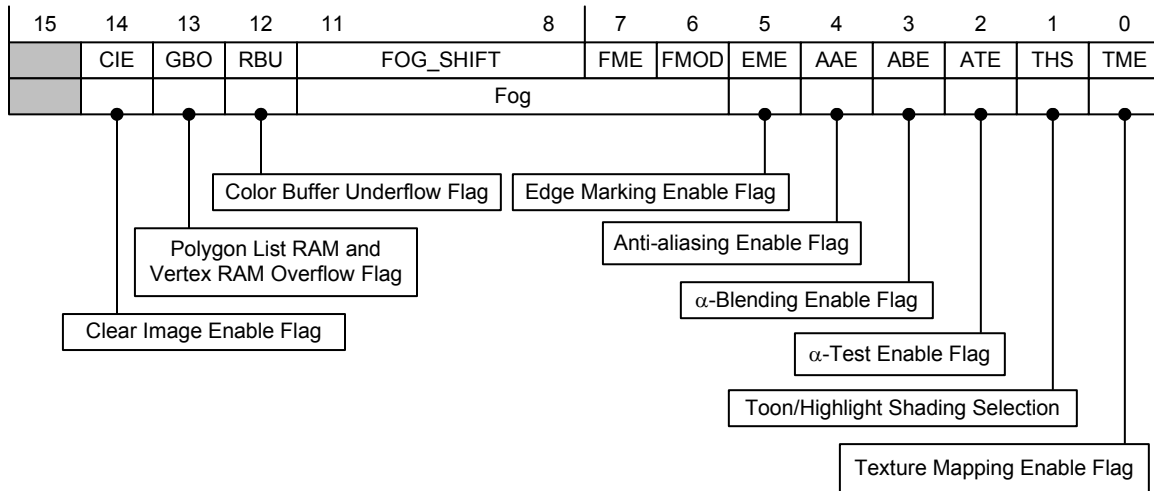 15 14 13 12 11 8 7 6 5 4 3 2 1 0
CIE GBO RBU FOG_SHIFT FME FMOD EME AAE ABE ATE THS TME
Fog
Color Buffer Underflow Flag Edge Marking Enable Flag
Polygon List RAM and
Vertex RAM Overflow Flag
Anti-aliasing Enable Flag
α-Blending Enable Flag
Clear Image Enable Flag
α-Test Enable Flag
Toon/Highlight Shading Selection
Texture Mapping Enable Flag